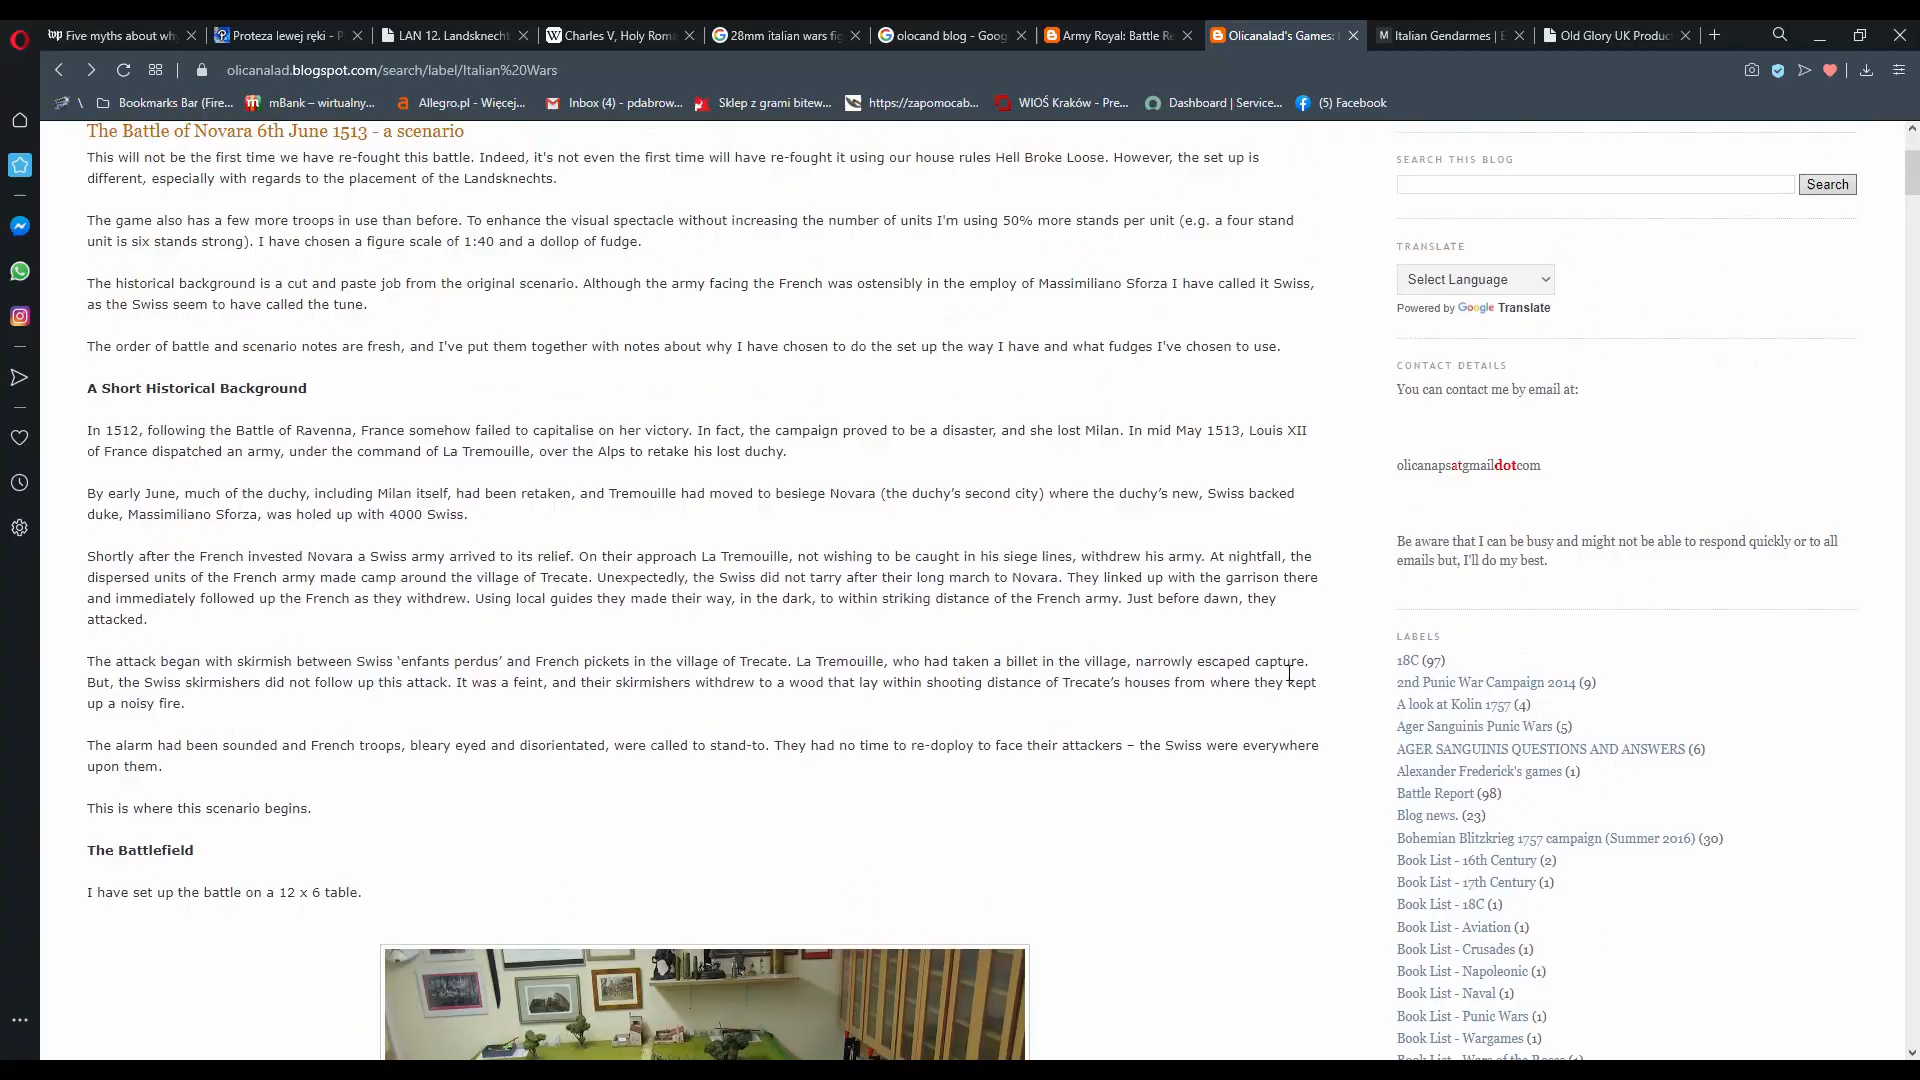 Five myths about why
Proteza lewej ręki - P
LAN 12. Landsknecht
Charles V, Holy Roma
28mm italian wars fig
olocand blog - Goog
Army Royal: Battle Re
Olicanalad's Games:
Italian Gendarmes | E
Old Glory UK Produc
olicanalad.blogspot.com/search/label/Italian%20Wars
Bookmarks Bar (Fire...
mBank – wirtualny...
Allegro.pl - Więcej...
Inbox (4) - pdabrow...
Sklep z grami bitew...
https://zapomocab...
WIOŚ Kraków - Pre...
Dashboard | Service...
(5) Facebook
The Battle of Novara 6th June 1513 - a scenario
This will not be the first time we have re-fought this battle. Indeed, it's not even the first time will have re-fought it using our house rules Hell Broke Loose. However, the set up is
different, especially with regards to the placement of the Landsknechts.
The game also has a few more troops in use than before. To enhance the visual spectacle without increasing the number of units I'm using 50% more stands per unit (e.g. a four stand
unit is six stands strong). I have chosen a figure scale of 1:40 and a dollop of fudge.
The historical background is a cut and paste job from the original scenario. Although the army facing the French was ostensibly in the employ of Massimiliano Sforza I have called it Swiss,
as the Swiss seem to have called the tune.
The order of battle and scenario notes are fresh, and I've put them together with notes about why I have chosen to do the set up the way I have and what fudges I've chosen to use.
A Short Historical Background
In 1512, following the Battle of Ravenna, France somehow failed to capitalise on her victory. In fact, the campaign proved to be a disaster, and she lost Milan. In mid May 1513, Louis XII
of France dispatched an army, under the command of La Tremouille, over the Alps to retake his lost duchy.
By early June, much of the duchy, including Milan itself, had been retaken, and Tremouille had moved to besiege Novara (the duchy’s second city) where the duchy’s new, Swiss backed
duke, Massimiliano Sforza, was holed up with 4000 Swiss.
Shortly after the French invested Novara a Swiss army arrived to its relief. On their approach La Tremouille, not wishing to be caught in his siege lines, withdrew his army. At nightfall, the
dispersed units of the French army made camp around the village of Trecate. Unexpectedly, the Swiss did not tarry after their long march to Novara. They linked up with the garrison there
and immediately followed up the French as they withdrew. Using local guides they made their way, in the dark, to within striking distance of the French army. Just before dawn, they
attacked.
The attack began with skirmish between Swiss ‘enfants perdus’ and French pickets in the village of Trecate. La Tremouille, who had taken a billet in the village, narrowly escaped capture.
But, the Swiss skirmishers did not follow up this attack. It was a feint, and their skirmishers withdrew to a wood that lay within shooting distance of Trecate’s houses from where they kept
up a noisy fire.
The alarm had been sounded and French troops, bleary eyed and disorientated, were called to stand-to. They had no time to re-doploy to face their attackers – the Swiss were everywhere
upon them.
This is where this scenario begins.
The Battlefield
I have set up the battle on a 12 x 6 table.
SEARCH THIS BLOG
Search
TRANSLATE
Select Language
Powered by Google Translate
CONTACT DETAILS
You can contact me by email at:
olicanapsatgmaildotcom
Be aware that I can be busy and might not be able to respond quickly or to all
emails but, I'll do my best.
LABELS
18C (97)
2nd Punic War Campaign 2014 (9)
A look at Kolin 1757 (4)
Ager Sanguinis Punic Wars (5)
AGER SANGUINIS QUESTIONS AND ANSWERS (6)
Alexander Frederick's games (1)
Battle Report (98)
Blog news. (23)
Bohemian Blitzkrieg 1757 campaign (Summer 2016) (30)
Book List - 16th Century (2)
Book List - 17th Century (1)
Book List - 18C (1)
Book List - Aviation (1)
Book List - Crusades (1)
Book List - Napoleonic (1)
Book List - Naval (1)
Book List - Punic Wars (1)
Book List - Wargames (1)
Book List - Wars of the Roses (1)